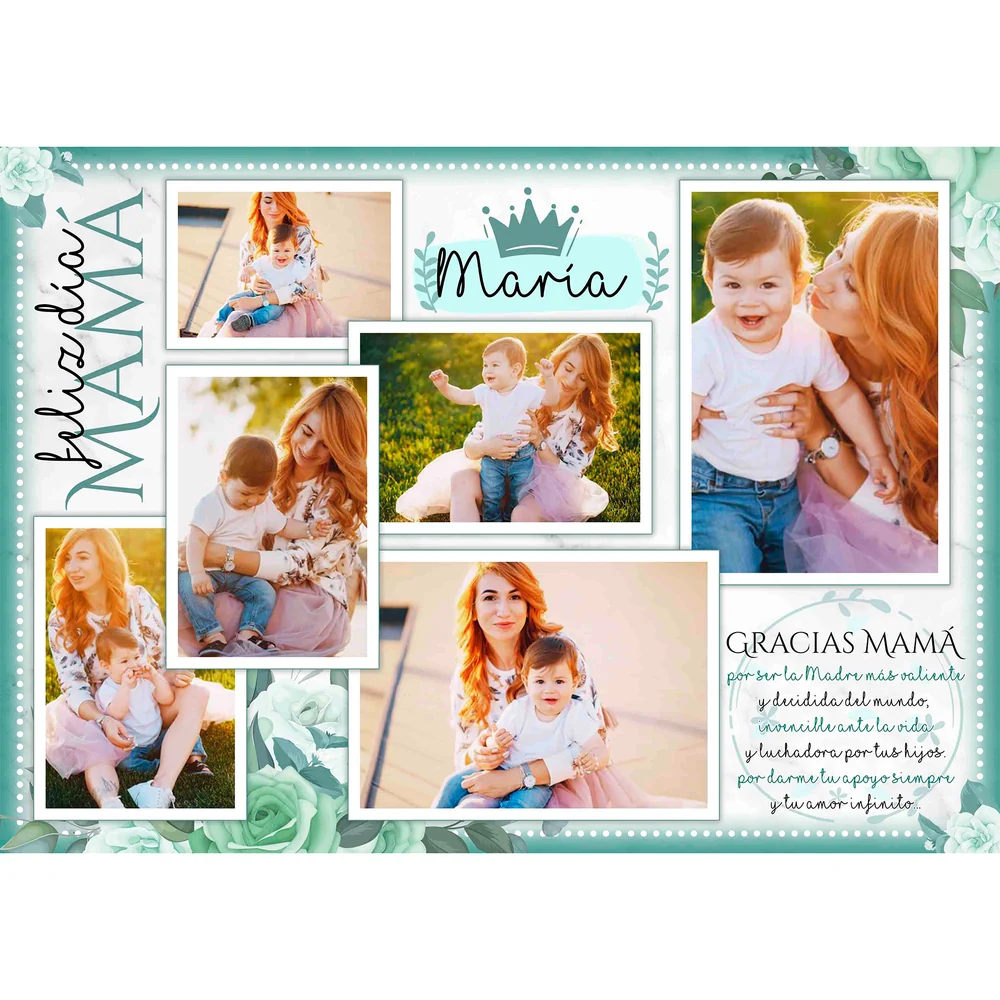 feliz día
MAMÁ
María
GRACIAS MAMÁ
por ser la Madre más valiente
y decidida del mundo,
invencible ante la vida
y luchadora por tus hijos.
por darme tu apoyo siempre
y tu amor infinito...